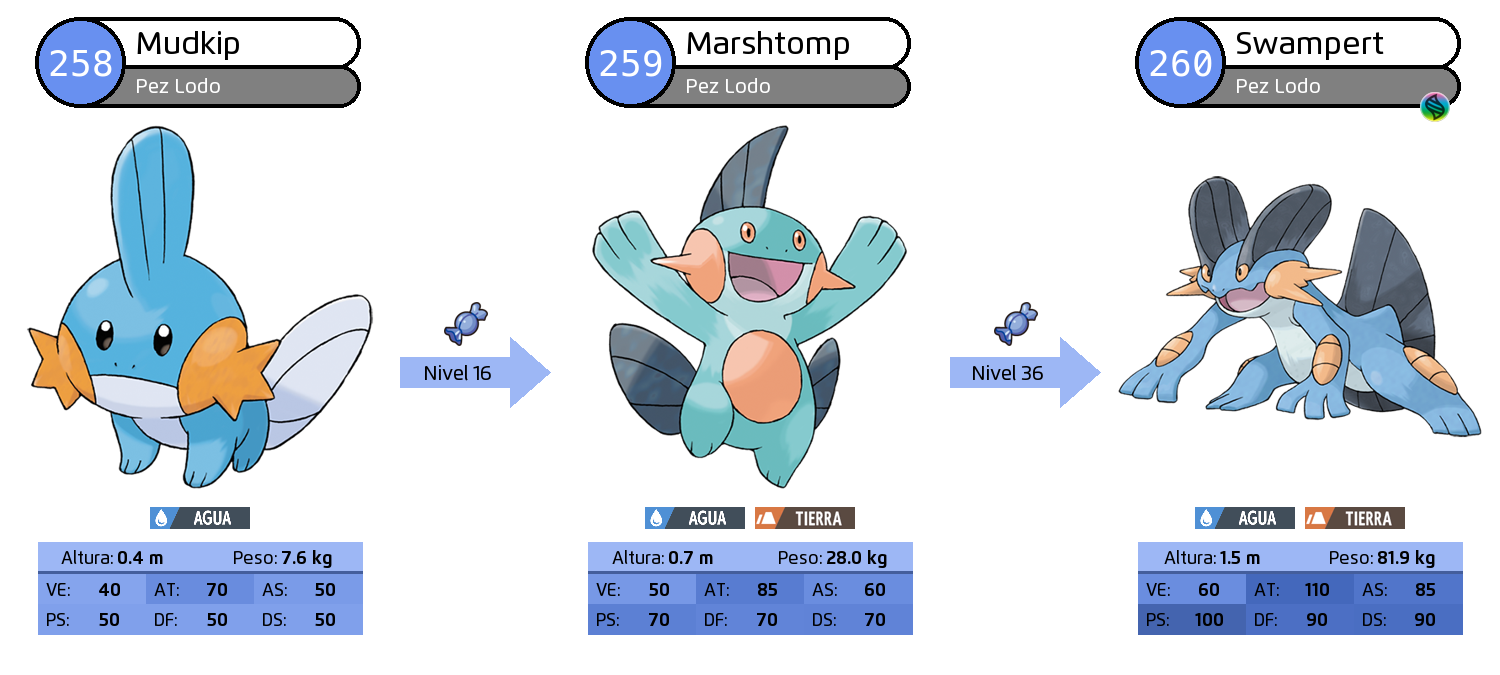 258 Mudkip
Pez Lodo
259 Marshtomp
Pez Lodo
260 Swampert
Pez Lodo
Nivel 16
Nivel 36
AGUA
AGUA TIERRA
AGUA TIERRA
Altura: 0.4 m Peso: 7.6 kg
VE: 40 AT: 70 AS: 50
PS: 50 DF: 50 DS: 50
Altura: 0.7 m Peso: 28.0 kg
VE: 50 AT: 85 AS: 60
PS: 70 DF: 70 DS: 70
Altura: 1.5 m Peso: 81.9 kg
VE: 60 AT: 110 AS: 85
PS: 100 DF: 90 DS: 90